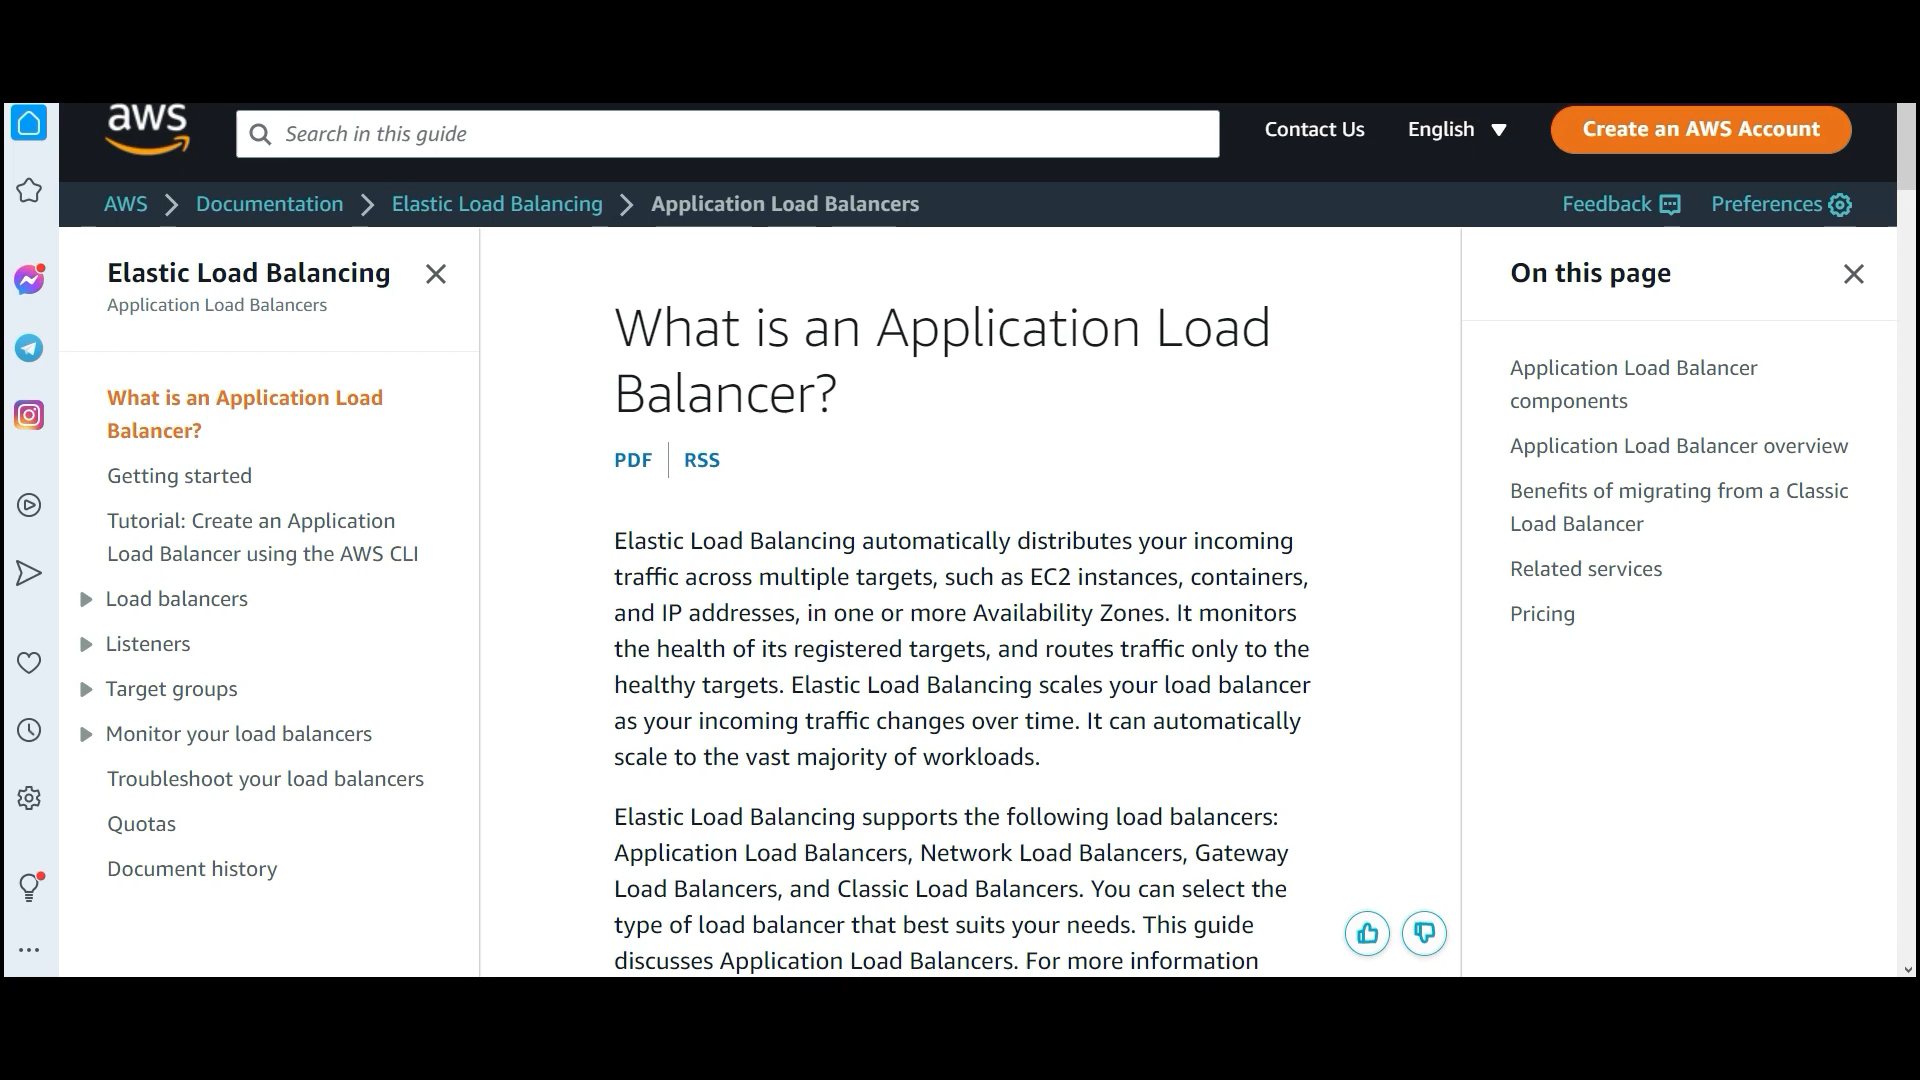 aws
Search in this guide
Contact Us
English
Create an AWS Account
AWS
Documentation
Elastic Load Balancing
Application Load Balancers
Feedback
Preferences
Elastic Load Balancing
Application Load Balancers
What is an Application Load
Balancer?
Getting started
Tutorial: Create an Application
Load Balancer using the AWS CLI
Load balancers
Listeners
Target groups
Monitor your load balancers
Troubleshoot your load balancers
Quotas
Document history
What is an Application Load
Balancer?
PDF
RSS
Elastic Load Balancing automatically distributes your incoming
traffic across multiple targets, such as EC2 instances, containers,
and IP addresses, in one or more Availability Zones. It monitors
the health of its registered targets, and routes traffic only to the
healthy targets. Elastic Load Balancing scales your load balancer
as your incoming traffic changes over time. It can automatically
scale to the vast majority of workloads.
Elastic Load Balancing supports the following load balancers:
Application Load Balancers, Network Load Balancers, Gateway
Load Balancers, and Classic Load Balancers. You can select the
type of load balancer that best suits your needs. This guide
discusses Application Load Balancers. For more information
On this page
Application Load Balancer
components
Application Load Balancer overview
Benefits of migrating from a Classic
Load Balancer
Related services
Pricing